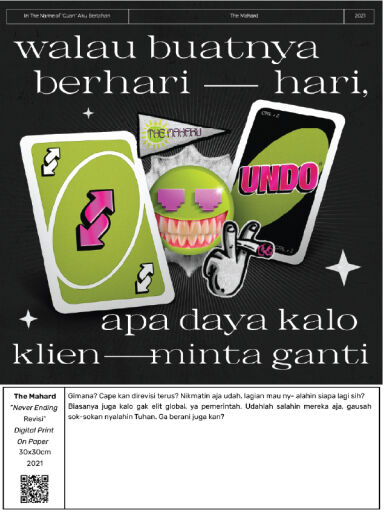 In The Name of "Cuan" Aku Bertahan
The Mahard
2021
walau buatnya
berhari — hari,
THE MAHARD
CTRL + Z
UNDO
CTRL + Z
apa daya kalo
klien—minta ganti
The Mahard
"Never Ending
Revisi"
Digital Print
On Paper
30x30cm
2021
Gimana? Cape kan direvisi terus? Nikmatin aja udah, lagian mau ny- alahin siapa lagi sih?
Biasanya juga kalo gak elit global, ya pemerintah. Udahlah salahin mereka aja, gausah
sok-sokan nyalahin Tuhan. Ga berani juga kan?